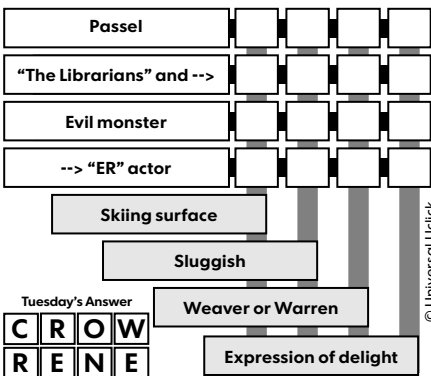 Passel
“The Librarians” and -->
Evil monster
--> “ER” actor
Skiing surface
Sluggish
Weaver or Warren
Expression of delight
© Universal Uclick
Tuesday’s Answer
C R O W
R E N E